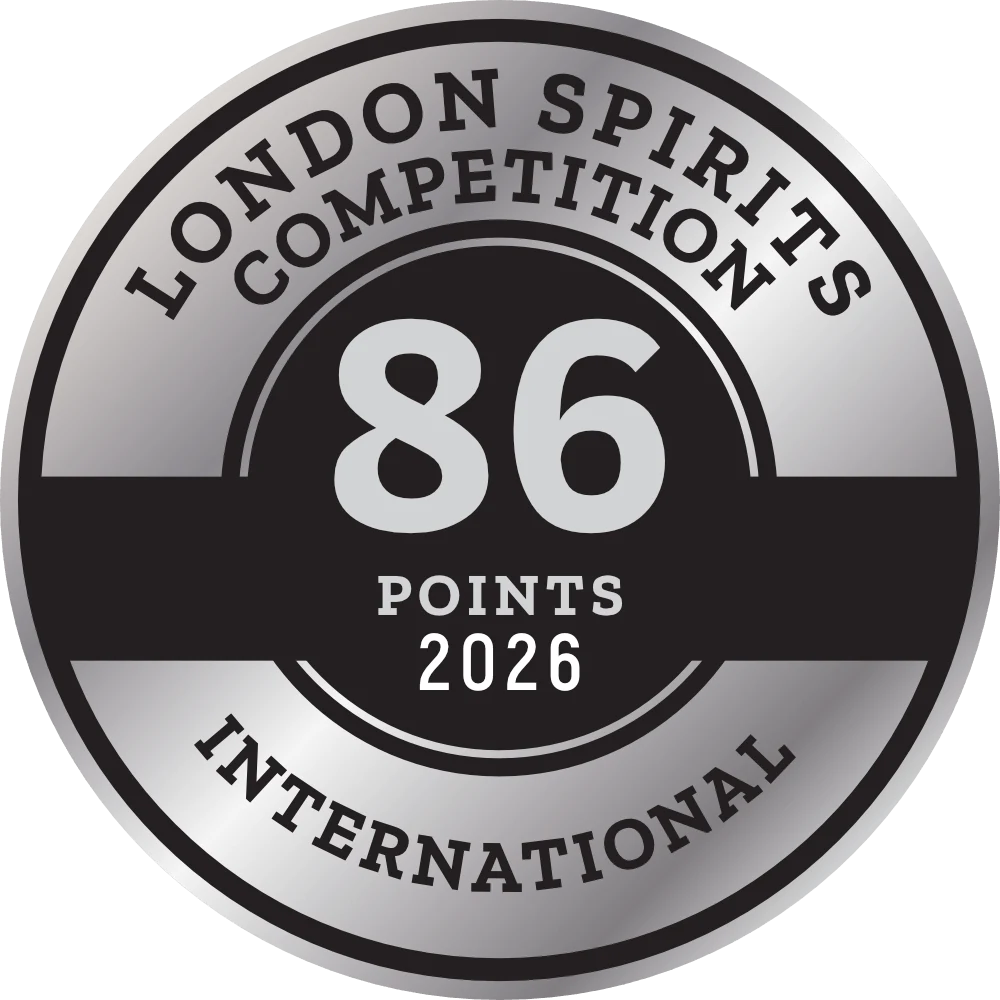 LONDON SPIRITS
COMPETITION
86
POINTS
2026
INTERNATIONAL